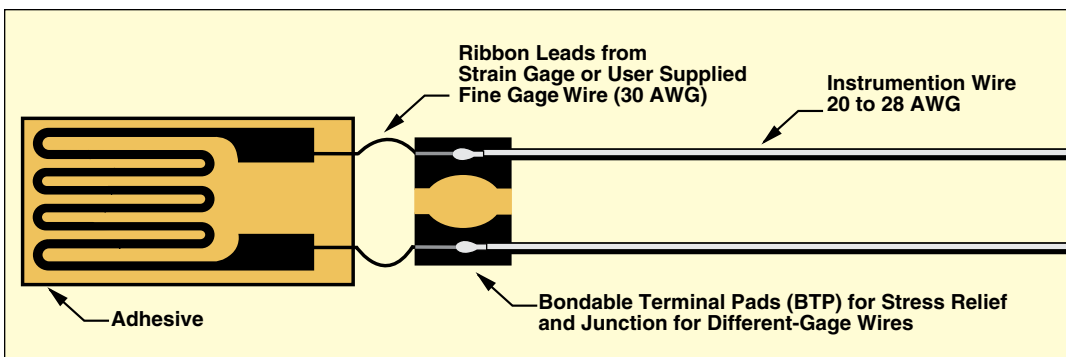 Ribbon Leads from
Strain Gage or User Supplied
Fine Gage Wire (30 AWG)
Instrumention Wire
20 to 28 AWG
Adhesive
Bondable Terminal Pads (BTP) for Stress Relief
and Junction for Different-Gage Wires